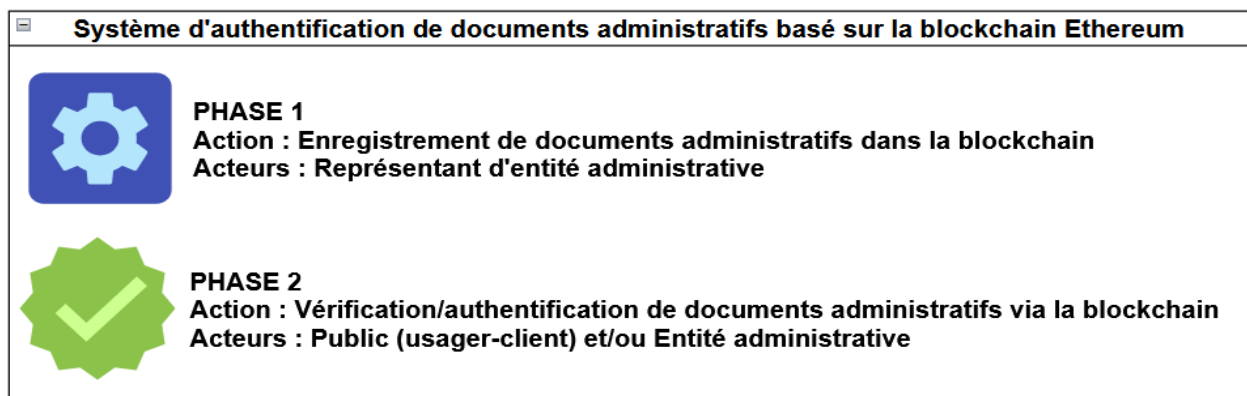 Système d'authentification de documents administratifs basé sur la blockchain Ethereum
PHASE 1
Action : Enregistrement de documents administratifs dans la blockchain
Acteurs : Représentant d'entité administrative
PHASE 2
Action : Vérification/authentification de documents administratifs via la blockchain
Acteurs : Public (usager-client) et/ou Entité administrative